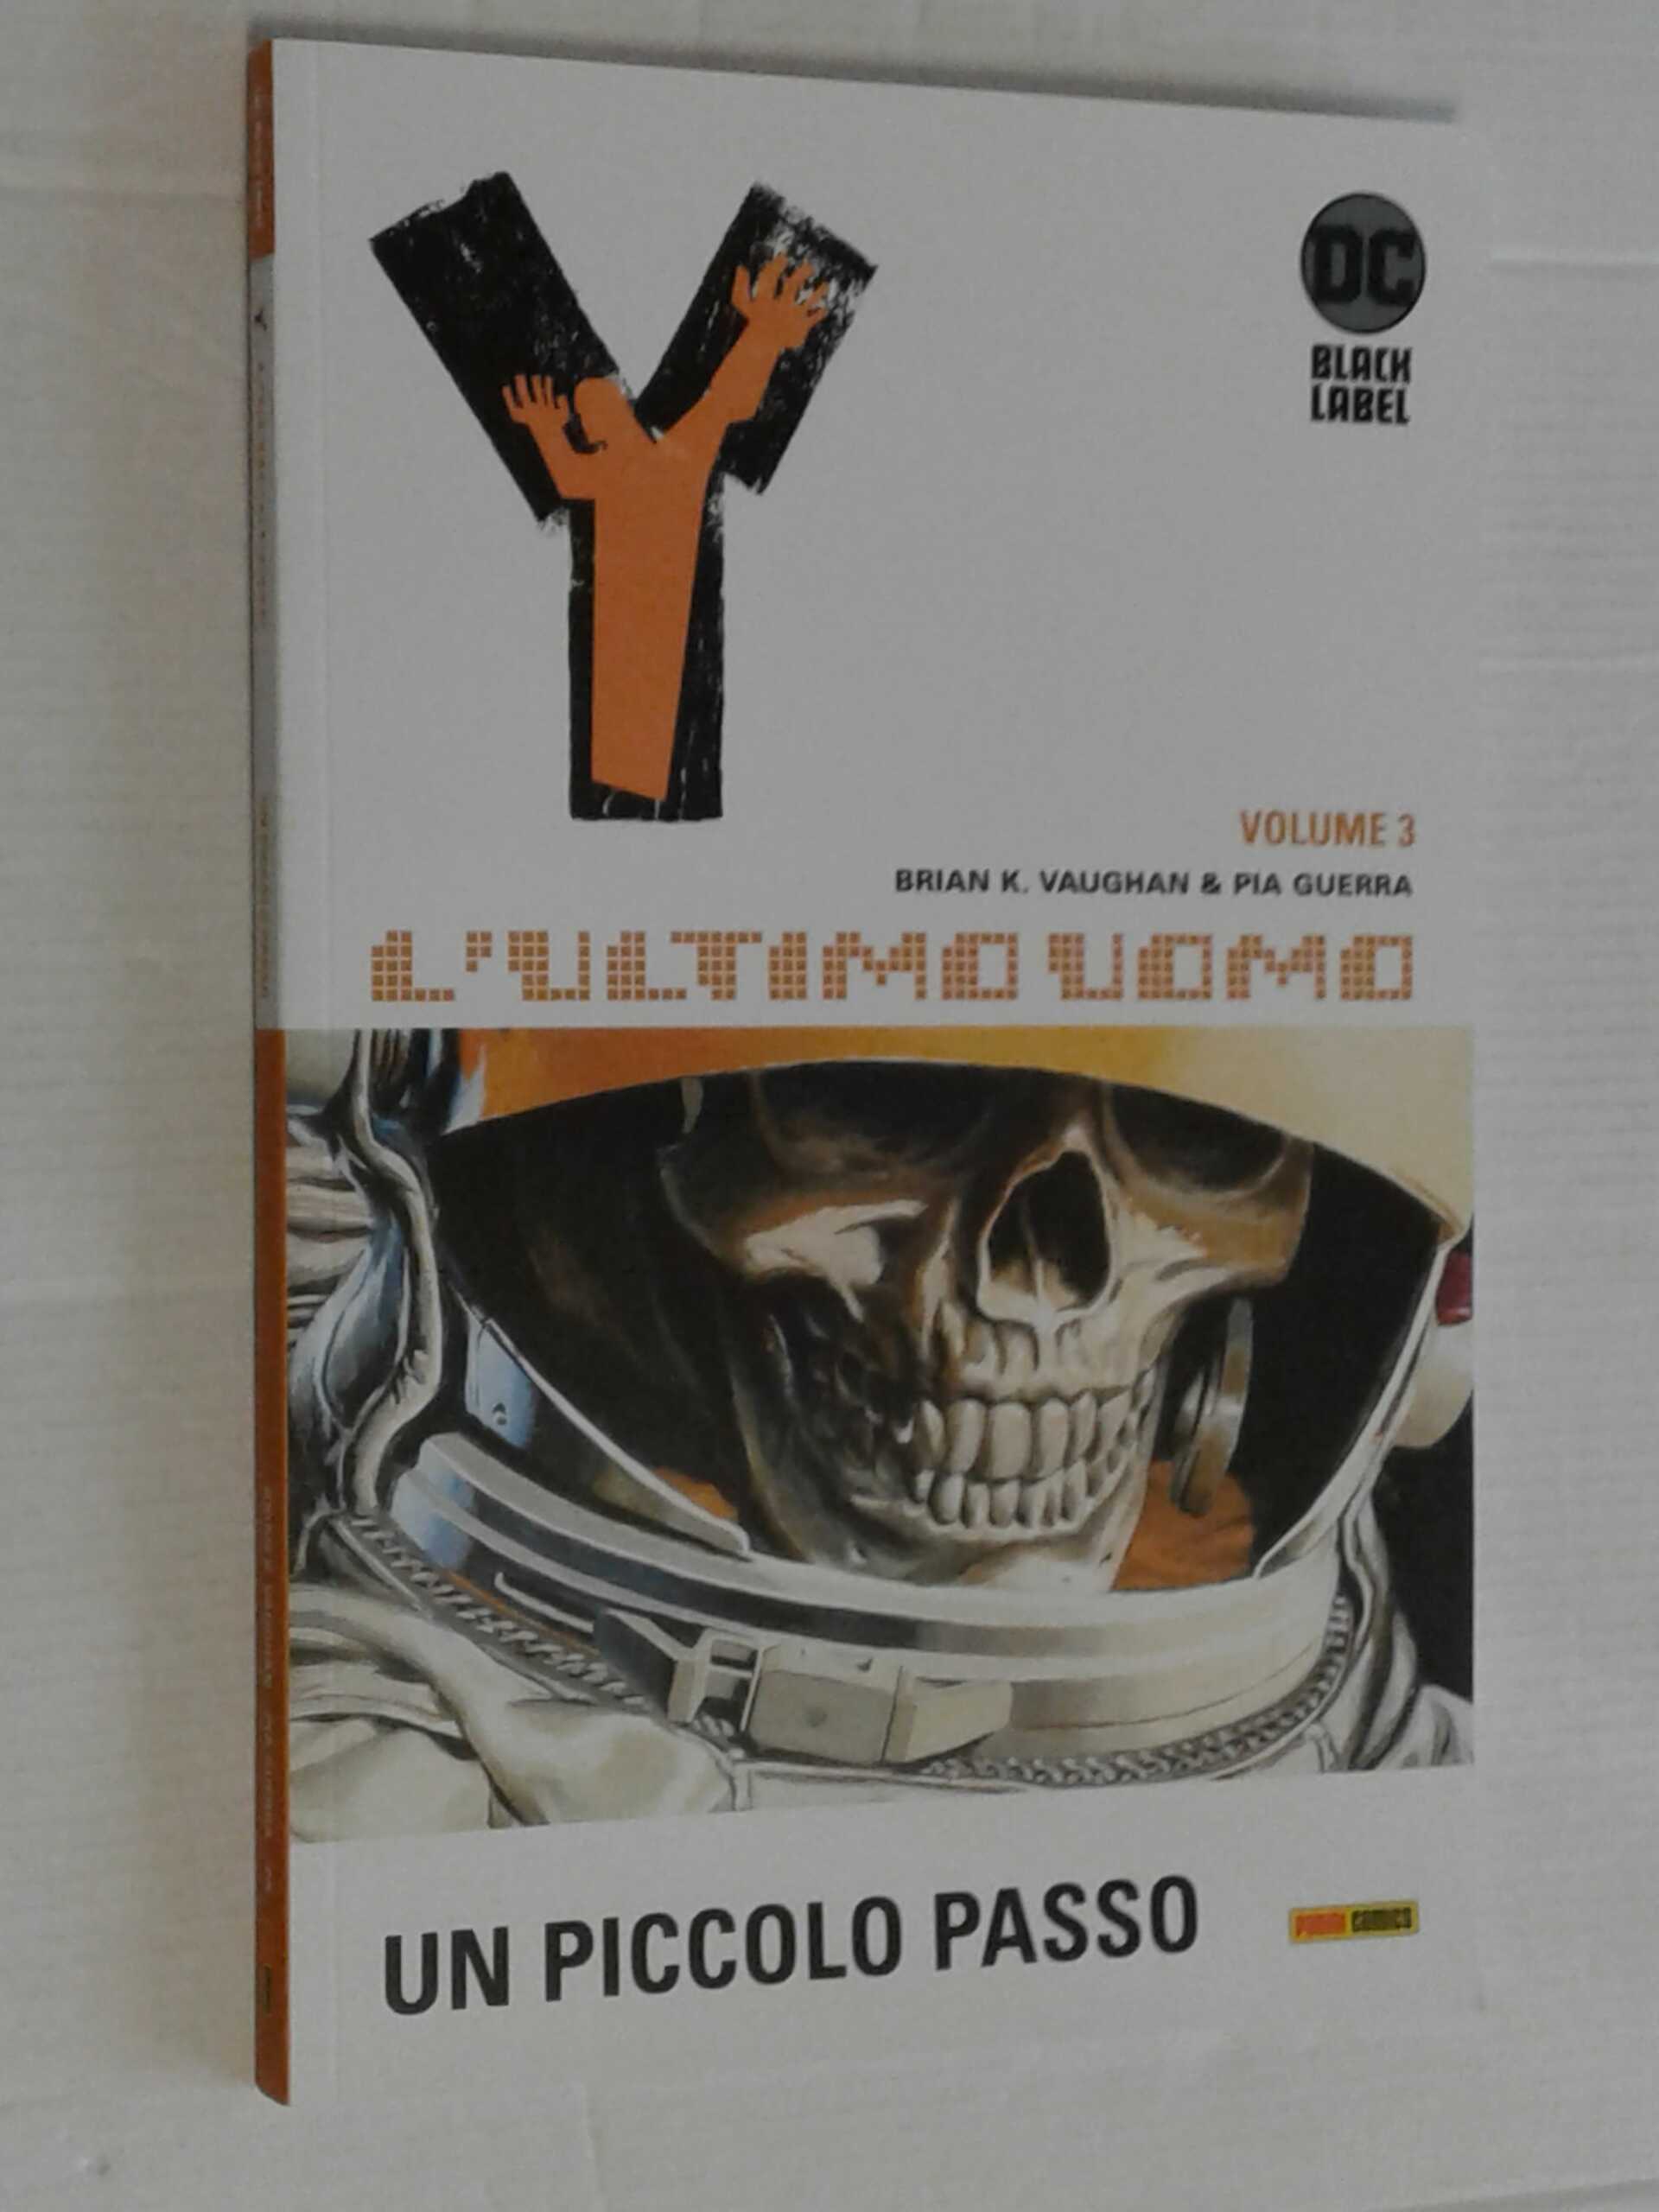 Y
DC
BLACK
LABEL
VOLUME 3
BRIAN K. VAUGHAN & PIA GUERRA
L'ULTIMO UOMO
UN PICCOLO PASSO
PANINI COMICS